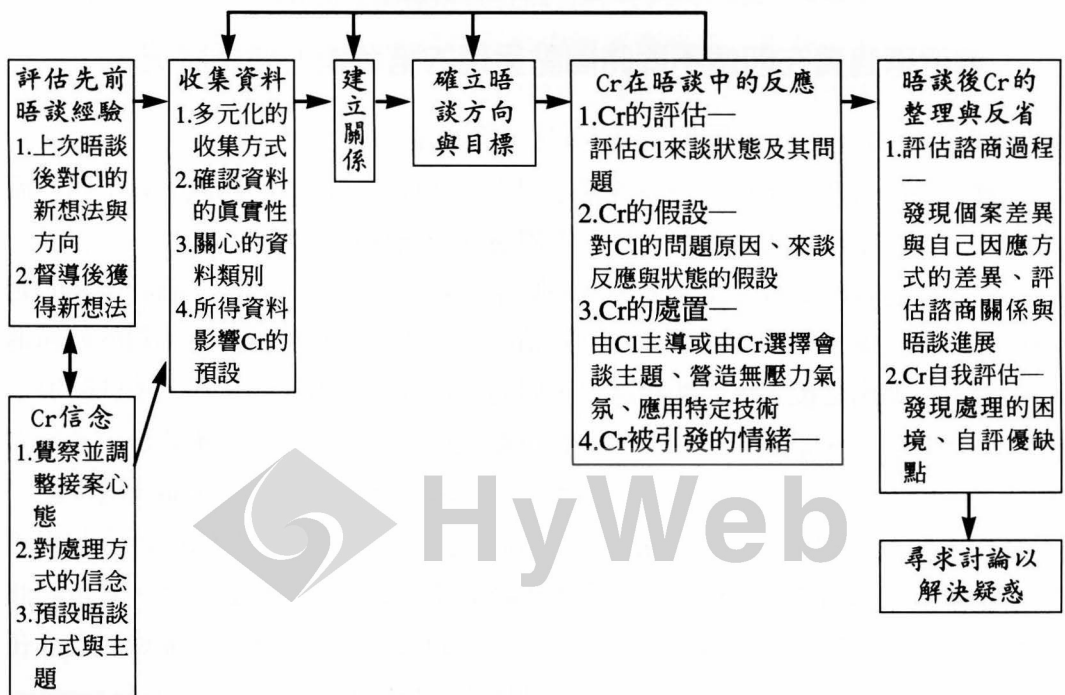 評估先前
晤談經驗
1.上次晤談
後對Cl的
新想法與
方向
2.督導後獲
得新想法
Cr信念
1.覺察並調
整接案心
態
2.對處理方
式的信念
3.預設晤談
方式與主
題
收集資料
1.多元化的
收集方式
2.確認資料
的眞實性
3.關心的資
料類別
4.所得資料
影響Cr的
預設
建
立
關
係
確立晤
談方向
與目標
Cr在晤談中的反應
1.Cr的評估—
評估Cl來談狀態及其問
題
2.Cr的假設—
對Cl的問題原因、來談
反應與狀態的假設
3.Cr的處置—
由Cl主導或由Cr選擇會
談主題、營造無壓力氣
氛、應用特定技術
4.Cr被引發的情緒—
晤談後Cr的
整理與反省
1.評估諮商過程
—
發現個案差異
與自己因應方
式的差異、評
估諮商關係與
晤談進展
2.Cr自我評估—
發現處理的困
境、自評優缺
點
尋求討論以
解決疑惑
HyWeb